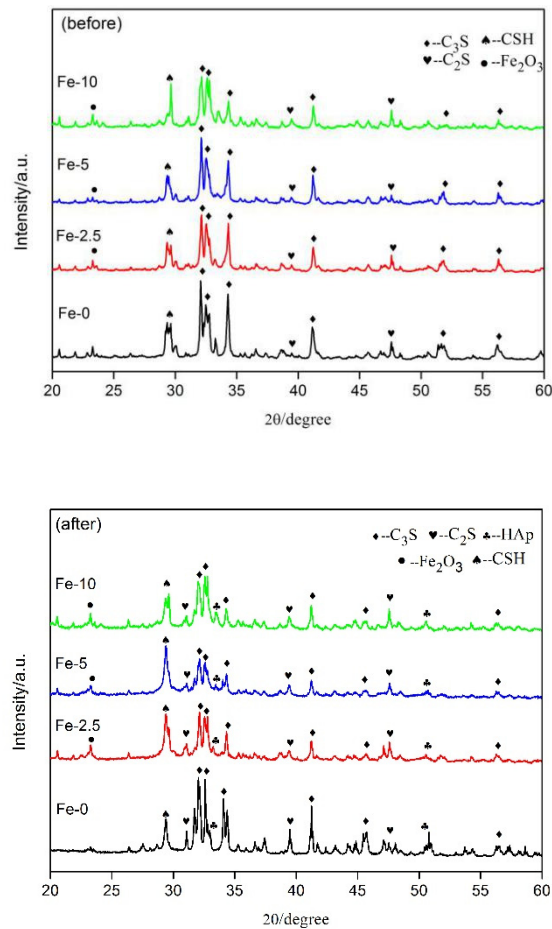 (before)
♦--C₃S ♠--CSH
♥--C₂S ●--Fe₂O₃
Fe-10
Fe-5
Fe-2.5
Fe-0
Intensity/a.u.
20 25 30 35 40 45 50 55 60
2θ/degree
(after)
♦--C₃S ♥--C₂S ♣--HAp
●--Fe₂O₃ ♠--CSH
Fe-10
Fe-5
Fe-2.5
Fe-0
Intensity/a.u.
20 25 30 35 40 45 50 55 60
2θ/degree